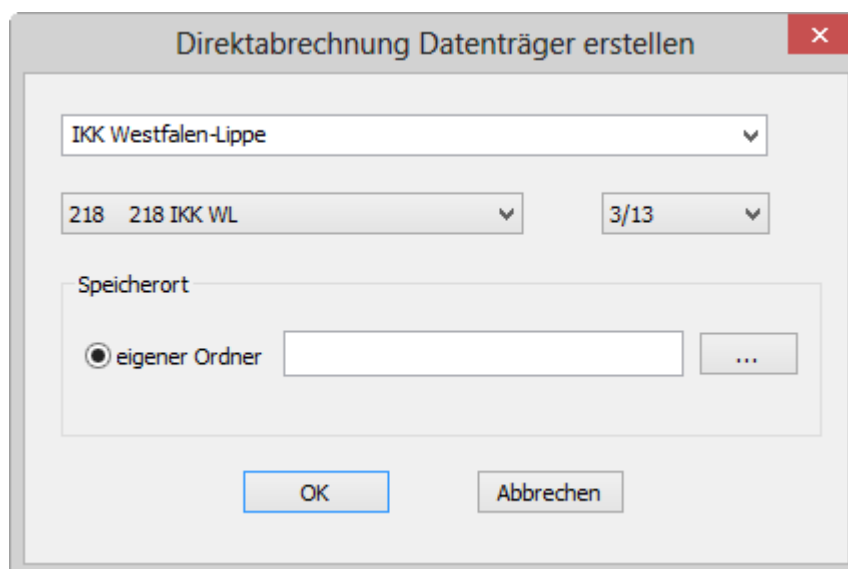 Direktabrechnung Datenträger erstellen
IKK Westfalen-Lippe
218 218 IKK WL 3/13
Speicherort
eigener Ordner ...
OK Abbrechen